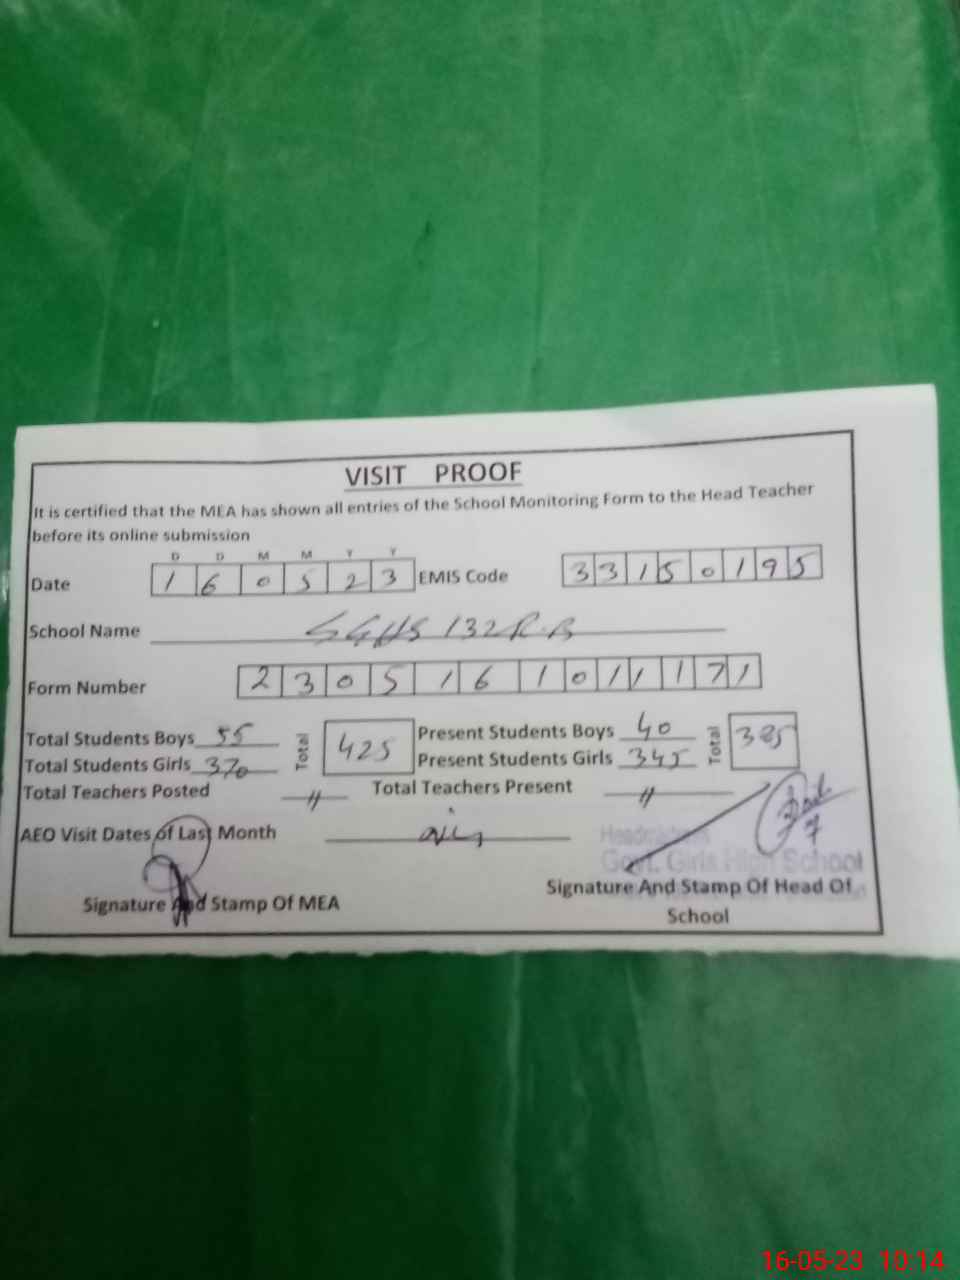 VISIT PROOF
It is certified that the MEA has shown all entries of the School Monitoring Form to the Head Teacher
before its online submission
D D M M Y Y
Date 1 6 0 5 2 3 EMIS Code 3 3 1 5 0 1 9 5
School Name GGHS 132 R.B
Form Number 2 3 0 5 1 6 1 0 1 1 1 7 1
Total Students Boys 55 Total 425 Present Students Boys 40 Total 385
Total Students Girls 370 Present Students Girls 345
Total Teachers Posted 11 Total Teachers Present 11
AEO Visit Dates of Last Month
Headmistress
Govt. Girls High School
Signature And Stamp Of MEA Signature And Stamp Of Head Of
School
16-05-23 10:14